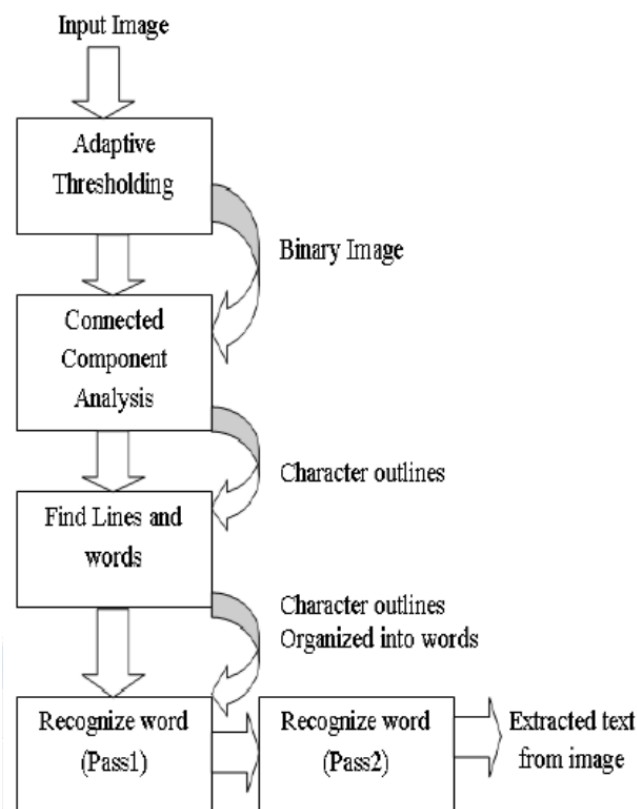 Input Image
Adaptive
Thresholding
Binary Image
Connected
Component
Analysis
Character outlines
Find Lines and
words
Character outlines
Organized into words
Recognize word
(Pass1)
Recognize word
(Pass2)
Extracted text
from image